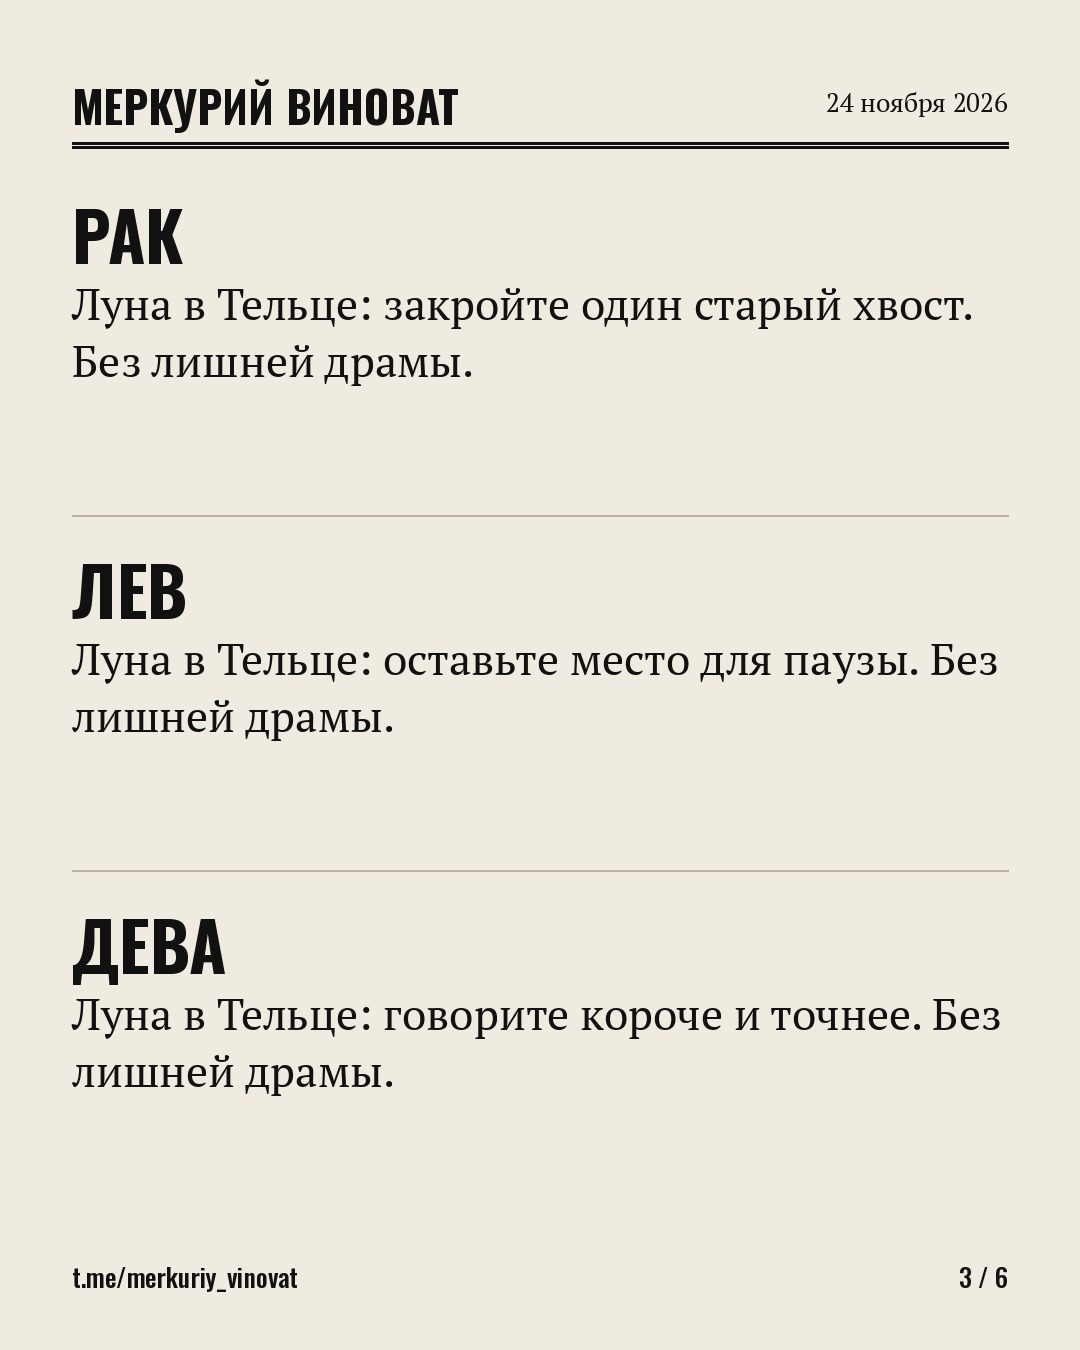 МЕРКУРИЙ ВИНОВАТ
24 ноября 2026
РАК
Луна в Тельце: закройте один старый хвост.
Без лишней драмы.
ЛЕВ
Луна в Тельце: оставьте место для паузы. Без
лишней драмы.
ДЕВА
Луна в Тельце: говорите короче и точнее. Без
лишней драмы.
t.me/merkuriy_vinovat
3 / 6